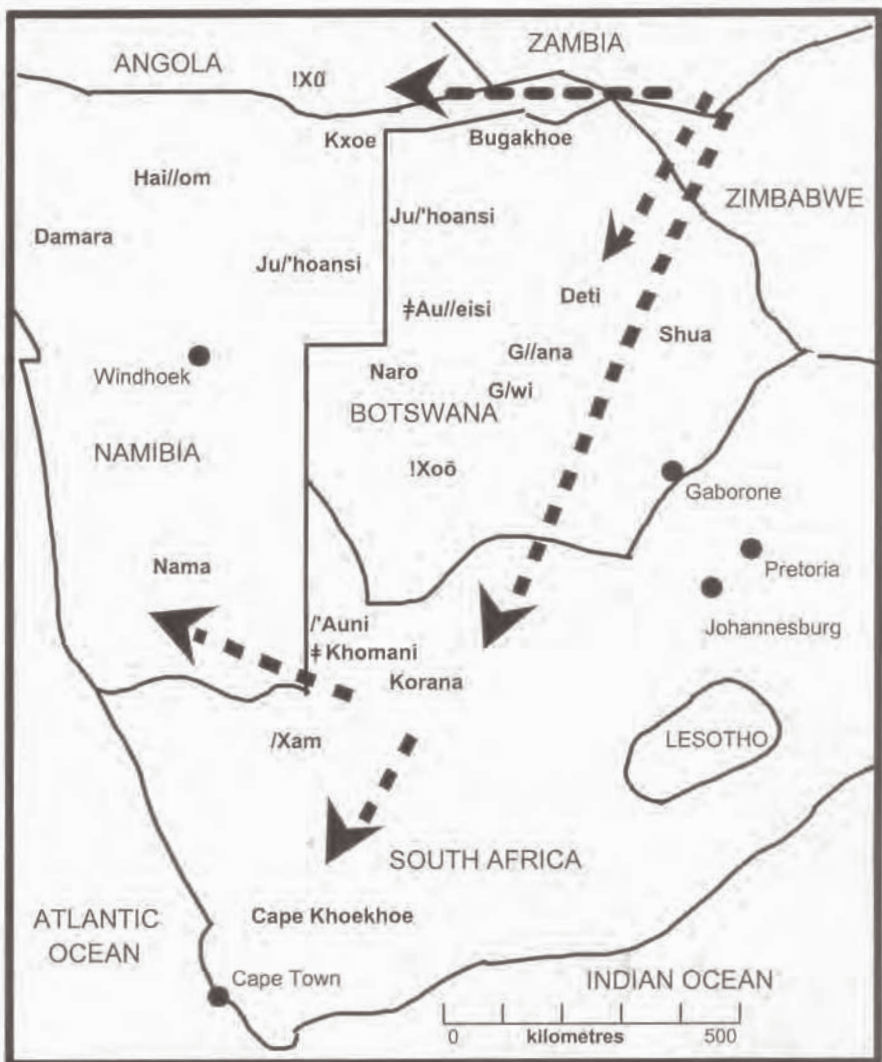 ZAMBIA
ANGOLA
!Xũ
Kxoe
Bugakhoe
Hai//om
ZIMBABWE
Damara
Ju/'hoansi
Ju/'hoansi
Deti
ǂAu//eisi
Shua
G//ana
Windhoek
Naro
G/wi
BOTSWANA
NAMIBIA
!Xoõ
Gaborone
Nama
Pretoria
Johannesburg
/'Auni
ǂKhomani
Korana
/Xam
LESOTHO
SOUTH AFRICA
Cape Khoekhoe
ATLANTIC
OCEAN
Cape Town
INDIAN OCEAN
0 kilometres 500